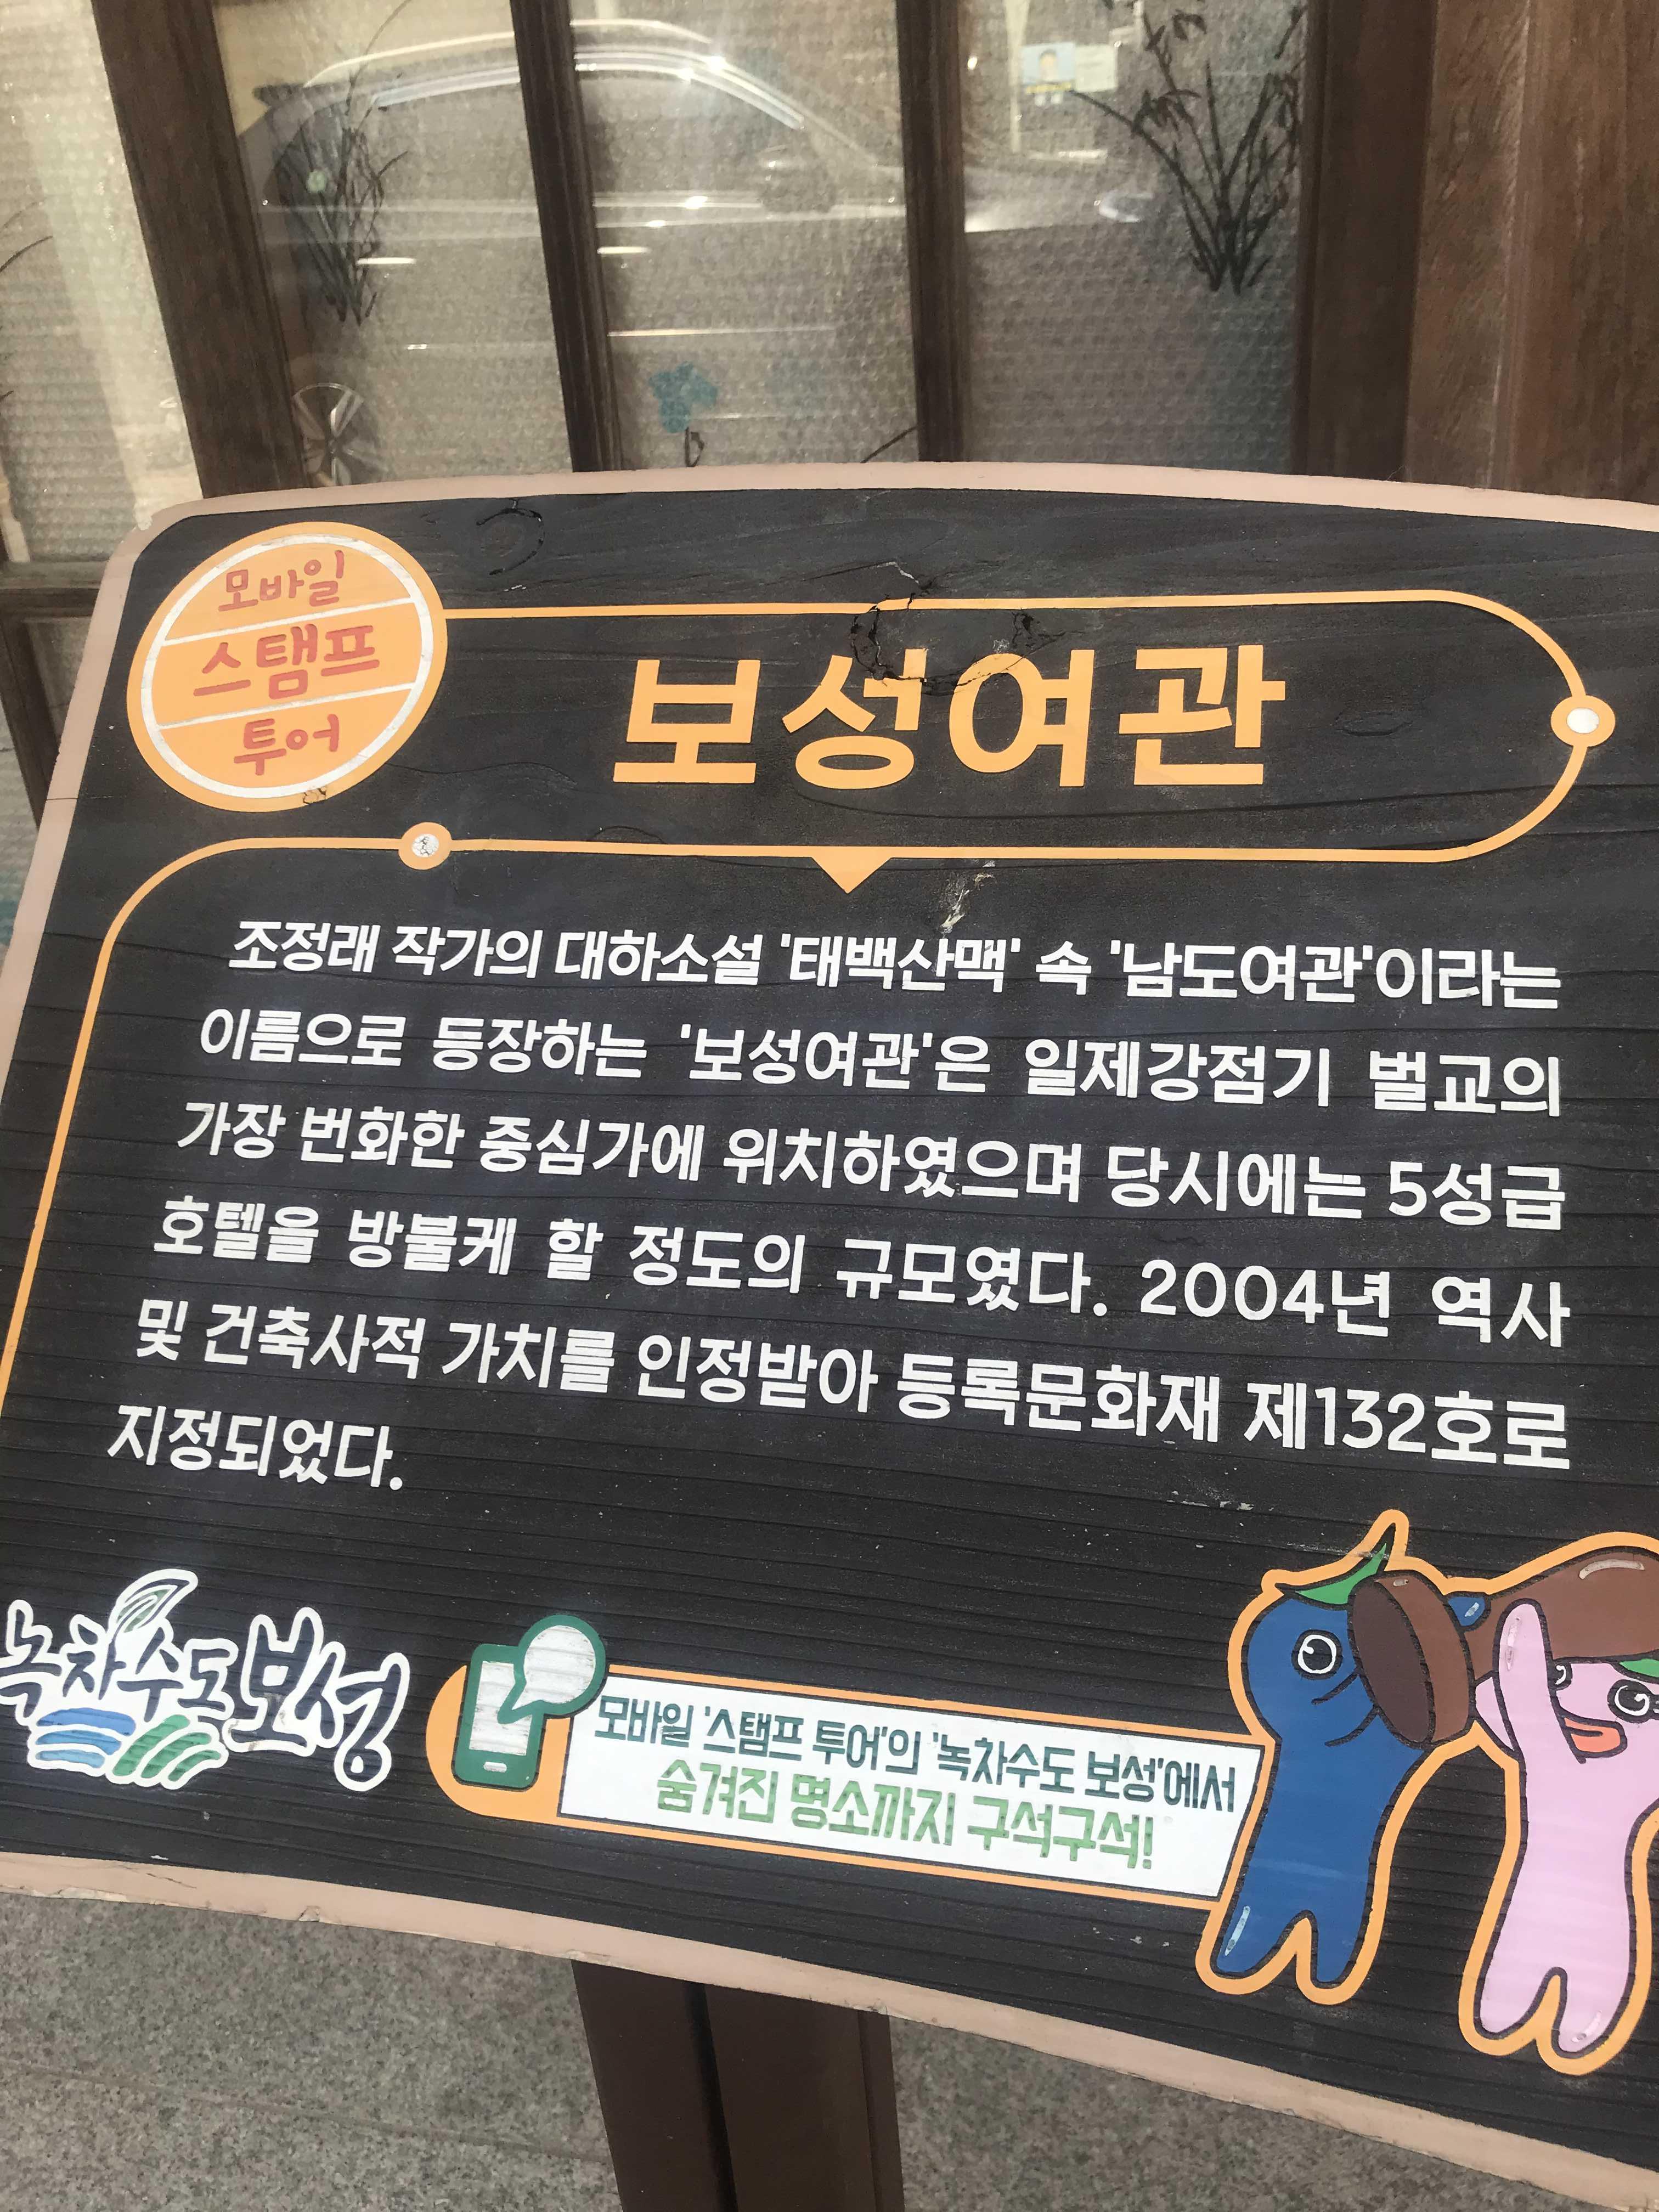 모바일
스탬프
투어
보성여관
조정래 작가의 대하소설 '태백산맥' 속 '남도여관'이라는
이름으로 등장하는 '보성여관'은 일제강점기 벌교의
가장 번화한 중심가에 위치하였으며 당시에는 5성급
호텔을 방불케 할 정도의 규모였다. 2004년 역사
및 건축사적 가치를 인정받아 등록문화재 제132호로
지정되었다.
녹차수도보성
모바일 '스탬프 투어'의 '녹차수도 보성'에서
숨겨진 명소까지 구석구석!